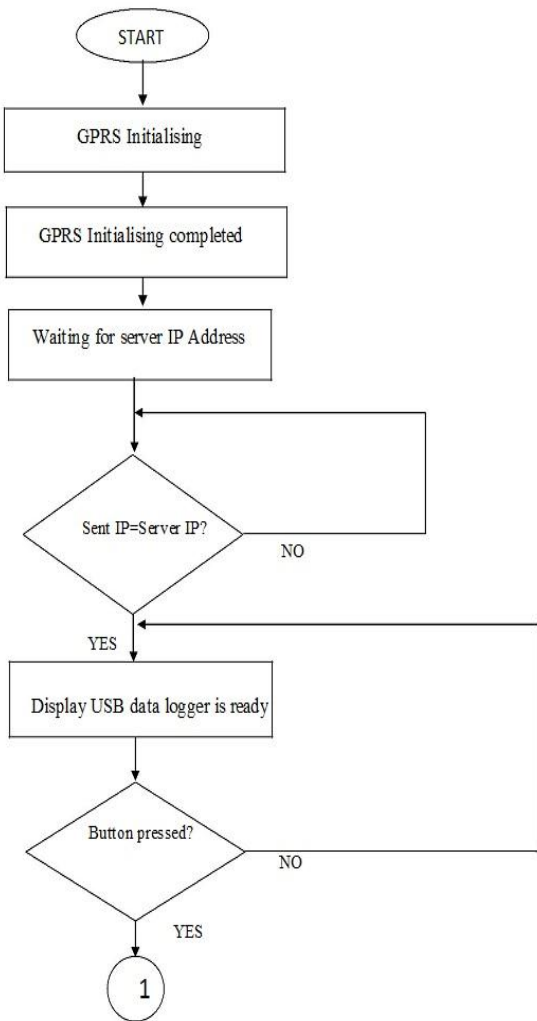 START
GPRS Initialising
GPRS Initialising completed
Waiting for server IP Address
Sent IP=Server IP?
NO
YES
Display USB data logger is ready
Button pressed?
NO
YES
1